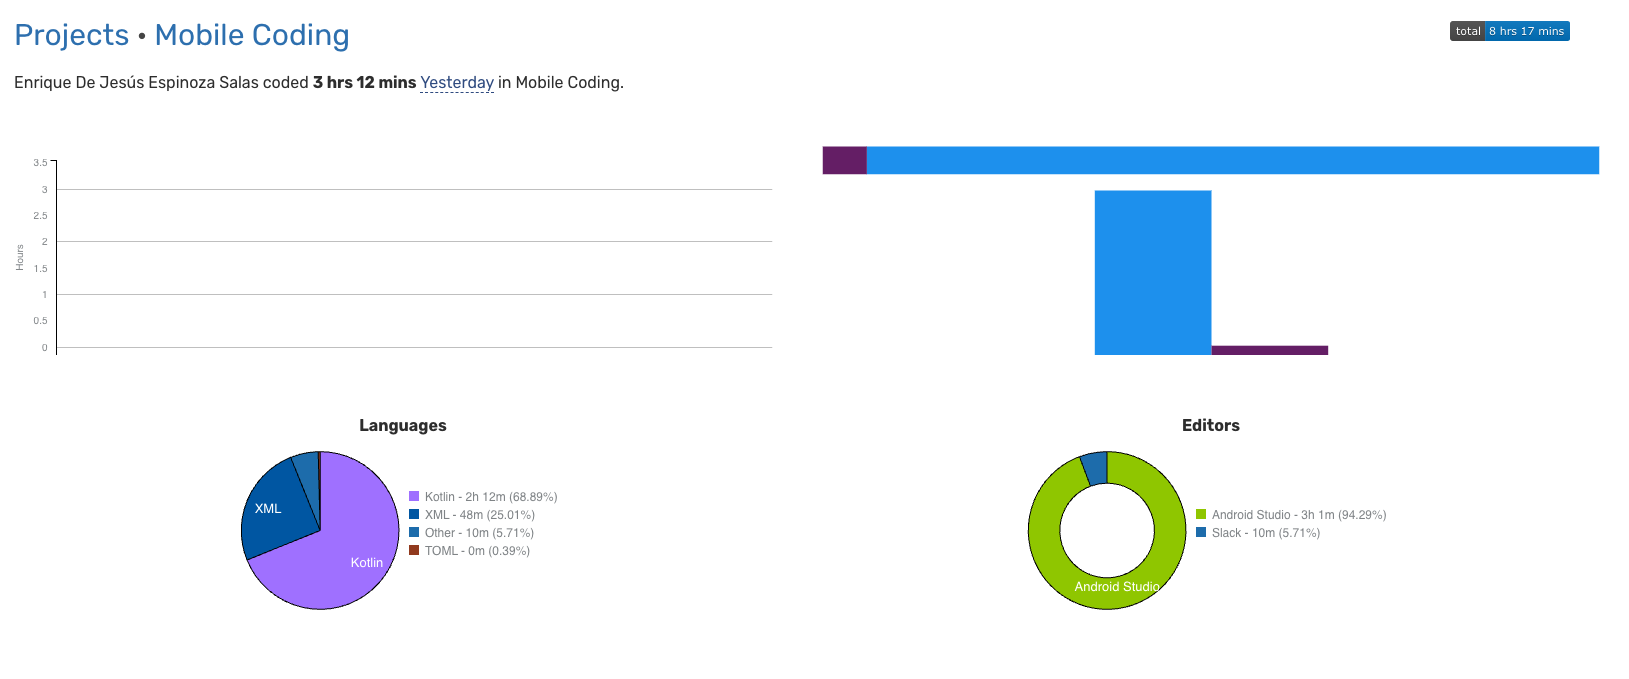 Projects • Mobile Coding
total 8 hrs 17 mins
Enrique De Jesús Espinoza Salas coded 3 hrs 12 mins Yesterday in Mobile Coding.
Hours
3.5
3
2.5
2
1.5
1
0.5
0
Languages
XML
Kotlin
Kotlin - 2h 12m (68.89%)
XML - 48m (25.01%)
Other - 10m (5.71%)
TOML - 0m (0.39%)
Editors
Android Studio
Android Studio - 3h 1m (94.29%)
Slack - 10m (5.71%)